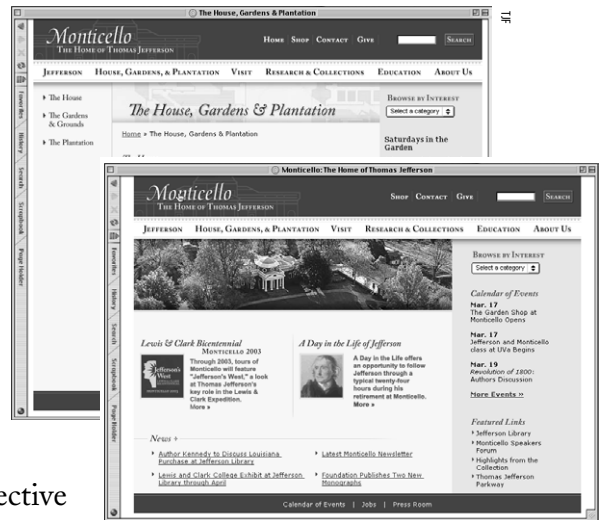 The House, Gardens & Plantation
TJF
Monticello
THE HOME OF THOMAS JEFFERSON
HOME SHOP CONTACT GIVE SEARCH
JEFFERSON HOUSE, GARDENS, & PLANTATION VISIT RESEARCH & COLLECTIONS EDUCATION ABOUT US
Favorites
History
Search
Scrapbook
Page Holder
The House
The Gardens
& Grounds
The Plantation
The House, Gardens & Plantation
Home » The House, Gardens & Plantation
BROWSE BY INTEREST
Select a category
Saturdays in the
Garden
Monticello: The Home of Thomas Jefferson
Monticello
THE HOME OF THOMAS JEFFERSON
SHOP CONTACT GIVE SEARCH
JEFFERSON HOUSE, GARDENS, & PLANTATION VISIT RESEARCH & COLLECTIONS EDUCATION ABOUT US
Favorites
History
Search
Scrapbook
Page Holder
Lewis & Clark Bicentennial
MONTICELLO 2003
Jefferson's
West
Through 2003, tours of
Monticello will feature
"Jefferson's West," a look
at Thomas Jefferson's
key role in the Lewis &
Clark Expedition.
More »
A Day in the Life of Jefferson
A Day in the Life offers
an opportunity to follow
Jefferson through a
typical twenty-four
hours during his
retirement at Monticello.
More »
News
Author Kennedy to Discuss Louisiana
Purchase at Jefferson Library
Lewis and Clark College Exhibit at Jefferson
Library through April
Latest Monticello Newsletter
Foundation Publishes Two New
Monographs
BROWSE BY INTEREST
Select a category
Calendar of Events
Mar. 17
The Garden Shop at
Monticello Opens
Mar. 17
Jefferson and Monticello
class at UVa Begins
Mar. 19
Revolution of 1800:
Authors Discussion
More Events »
Featured Links
Jefferson Library
Monticello Speakers
Forum
Highlights from the
Collection
Thomas Jefferson
Parkway
Calendar of Events | Jobs | Press Room
ective